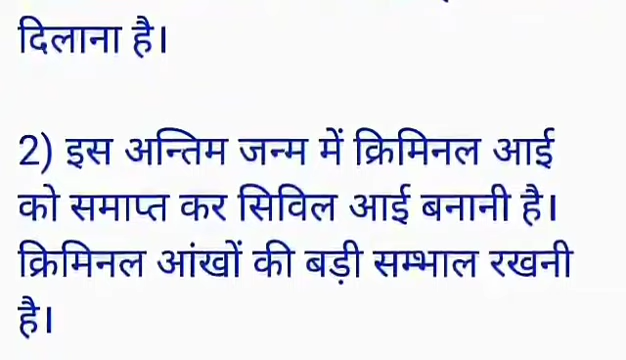 दिलाना है।
2) इस अन्तिम जन्म में क्रिमिनल आई
को समाप्त कर सिविल आई बनानी है।
क्रिमिनल आंखों की बड़ी सम्भाल रखनी
है।